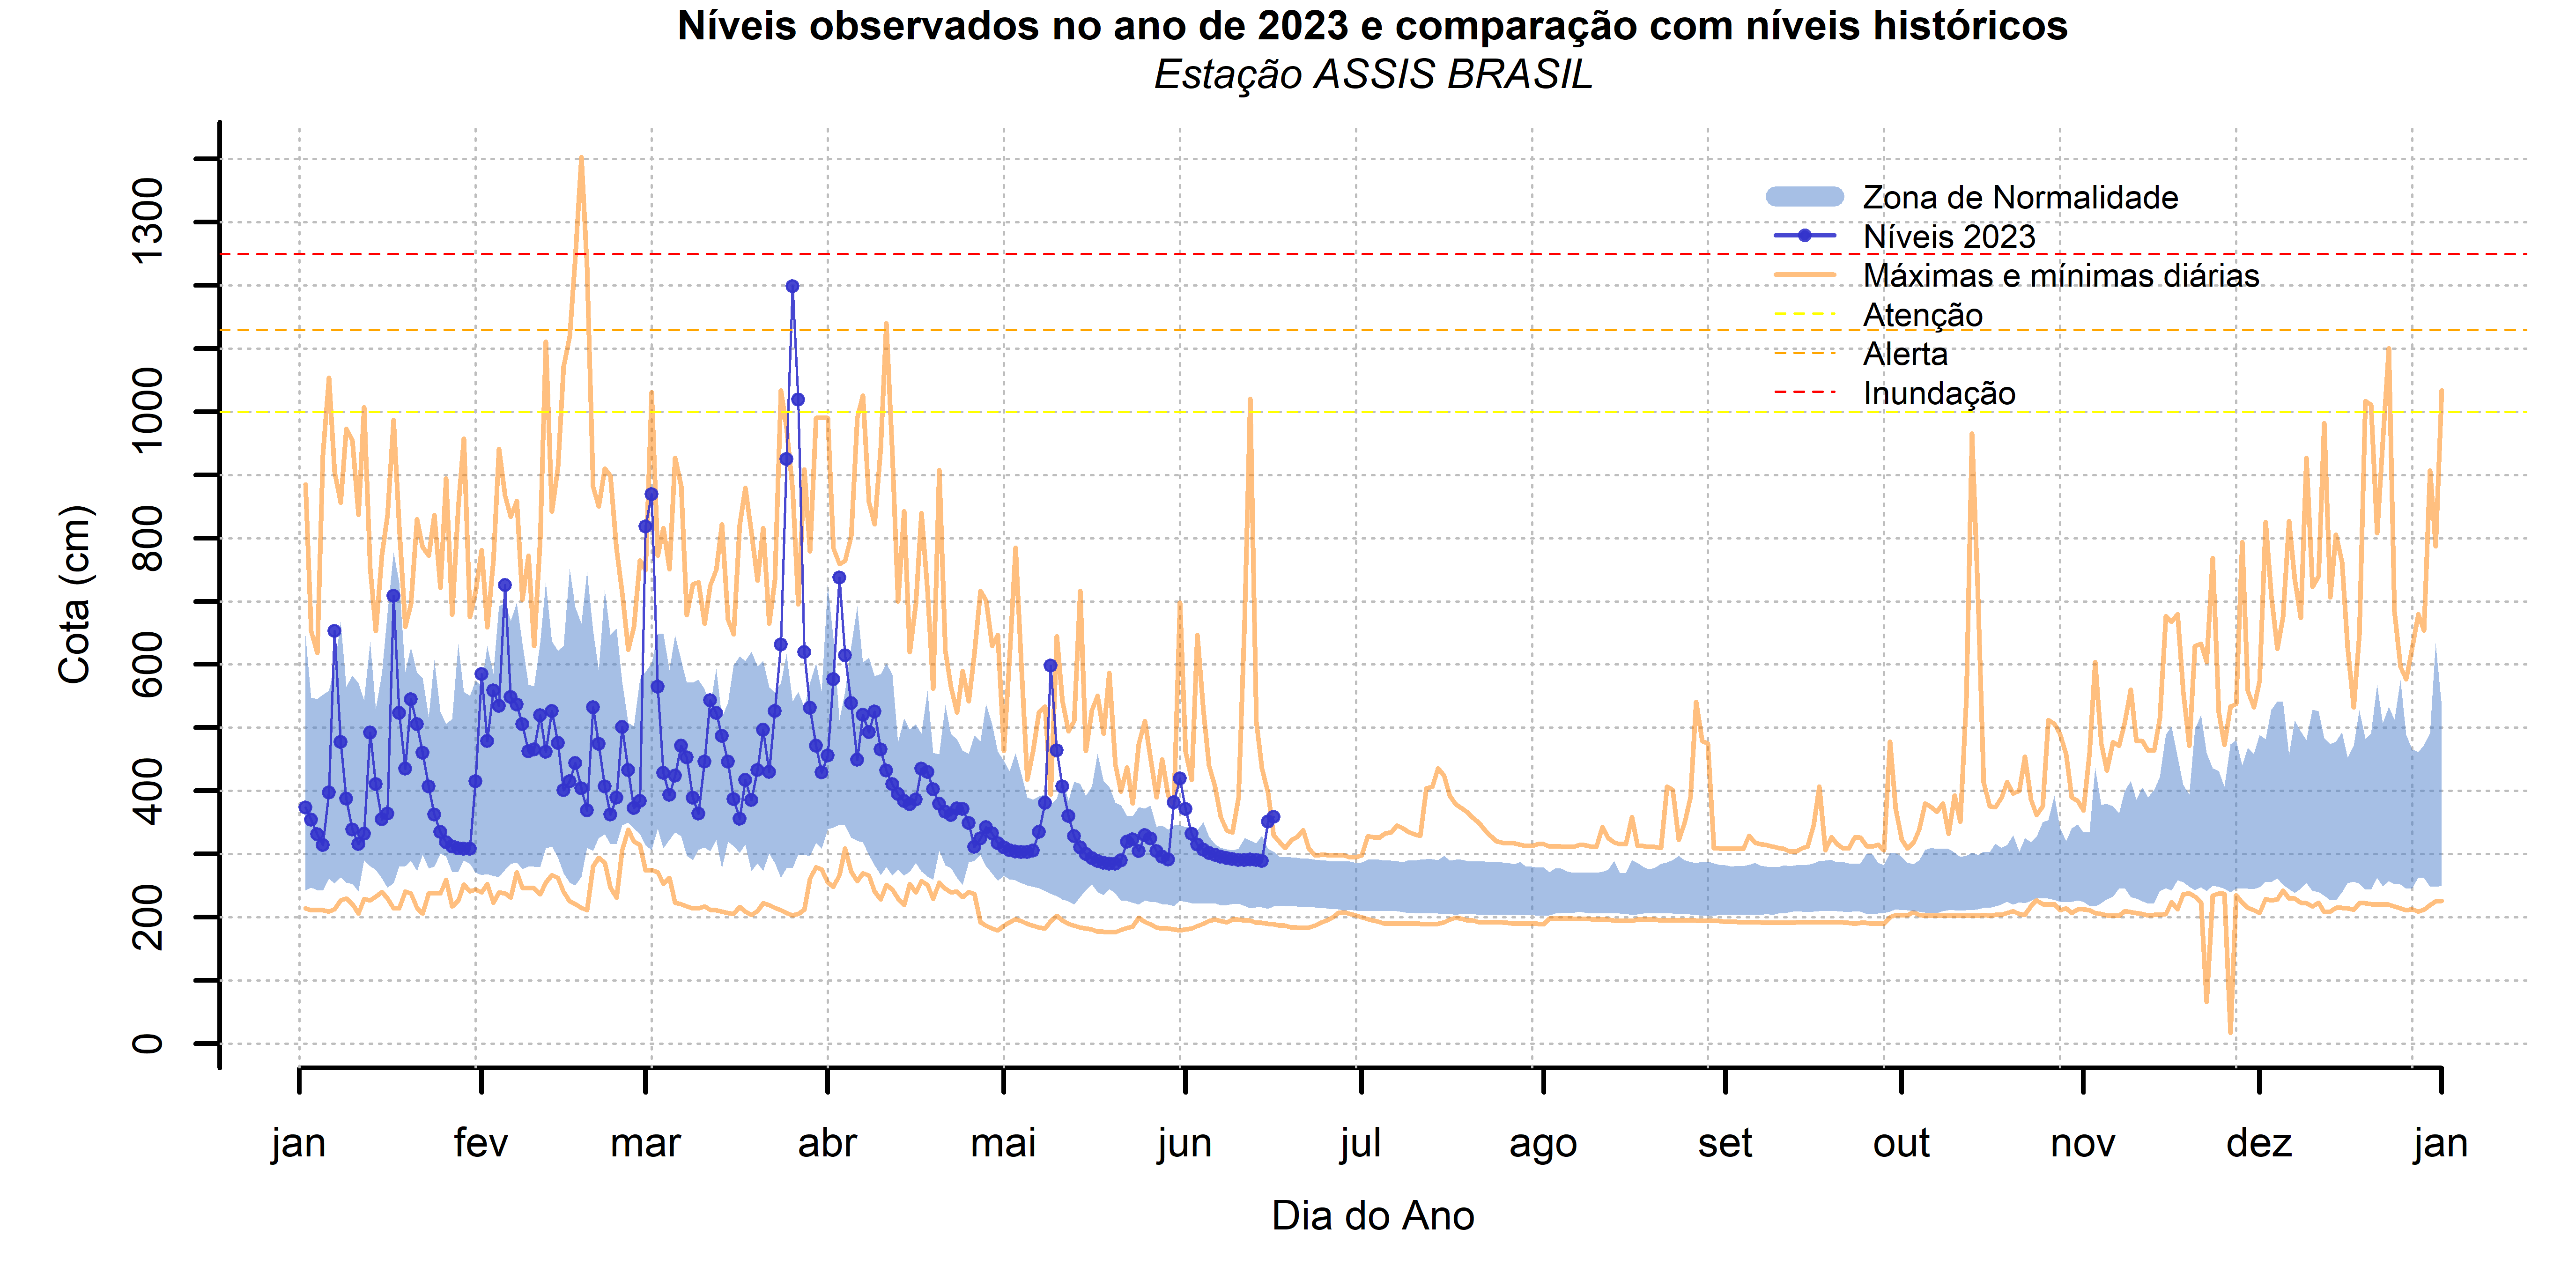 Níveis observados no ano de 2023 e comparação com níveis históricos
Estação ASSIS BRASIL
Cota (cm)
1300
1000
800
600
400
200
0
Zona de Normalidade
Níveis 2023
Máximas e mínimas diárias
Atenção
Alerta
Inundação
jan fev mar abr mai jun jul ago set out nov dez jan
Dia do Ano